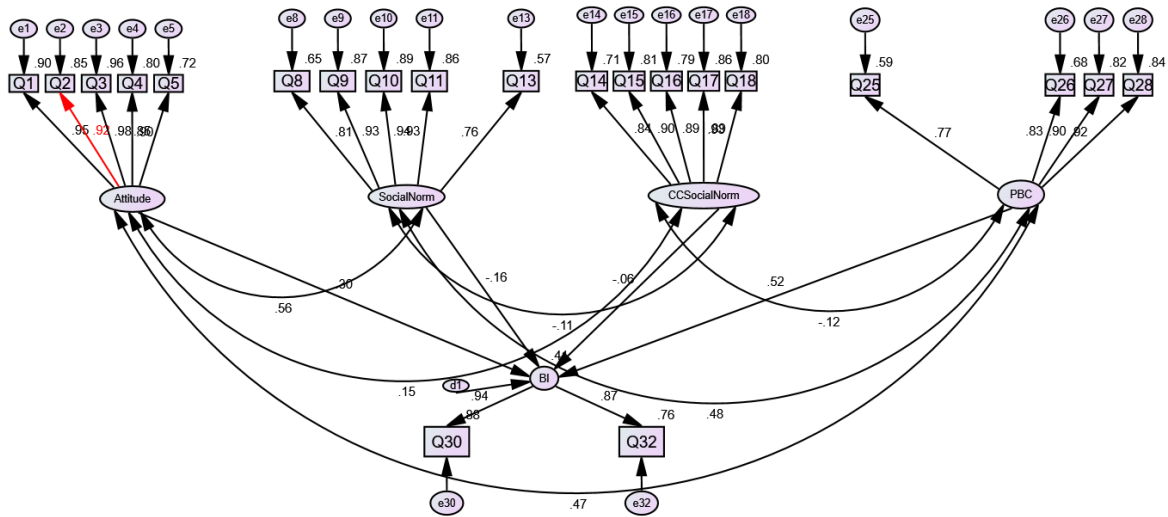 e1 e2 e3 e4 e5 e8 e9 e10 e11 e13 e14 e15 e16 e17 e18 e25 e26 e27 e28
.90 .85 .96 .80 .72 .65 .87 .89 .86 .57 .71 .81 .79 .86 .80 .59 .68 .82 .84
Q1 Q2 Q3 Q4 Q5 Q8 Q9 Q10 Q11 Q13 Q14 Q15 Q16 Q17 Q18 Q25 Q26 Q27 Q28
.95 .92 .98 .81 .93 .76 .84 .90 .89 .77 .83 .90 .92
Attitude SocialNorm CCSocialNorm PBC
.30 -.16 -.06 .52
.56 -.11 -.12
BI
d1 .94 .87
.15 .48
.88 .76
Q30 Q32
e30 e32
.47